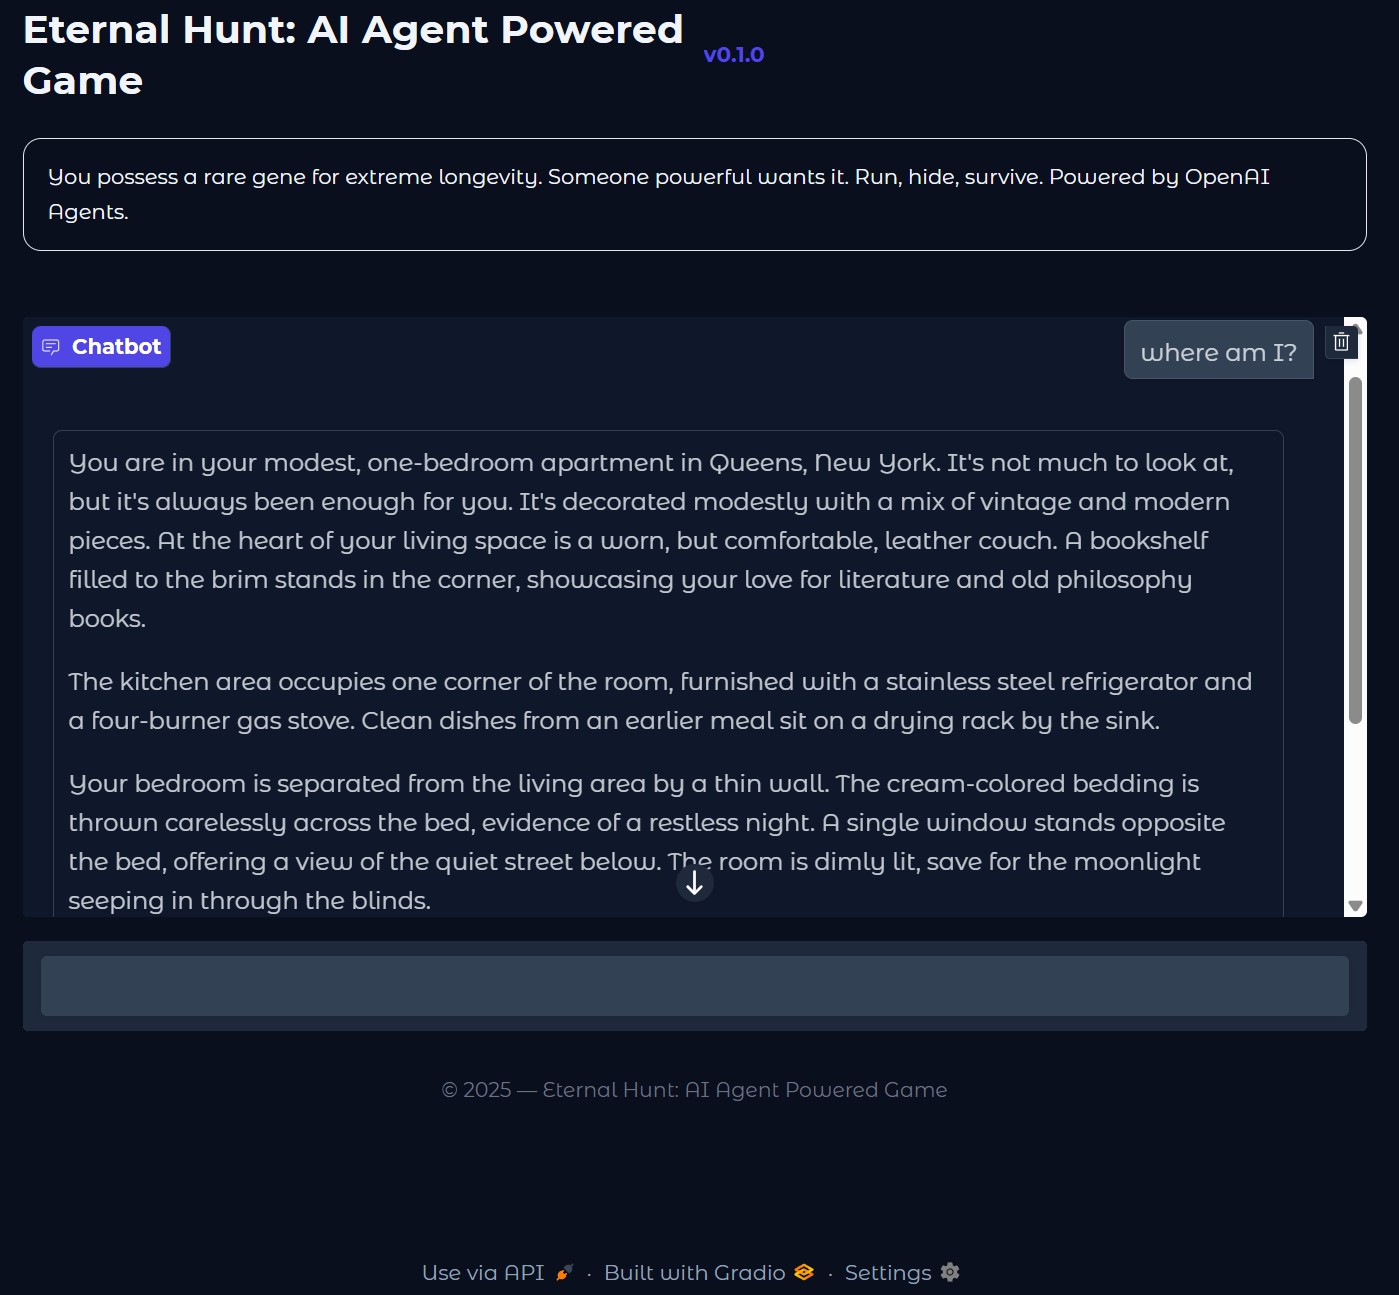 Eternal Hunt: AI Agent Powered
Game
v0.1.0
You possess a rare gene for extreme longevity. Someone powerful wants it. Run, hide, survive. Powered by OpenAI
Agents.
Chatbot
where am I?
You are in your modest, one-bedroom apartment in Queens, New York. It's not much to look at,
but it's always been enough for you. It's decorated modestly with a mix of vintage and modern
pieces. At the heart of your living space is a worn, but comfortable, leather couch. A bookshelf
filled to the brim stands in the corner, showcasing your love for literature and old philosophy
books.
The kitchen area occupies one corner of the room, furnished with a stainless steel refrigerator and
a four-burner gas stove. Clean dishes from an earlier meal sit on a drying rack by the sink.
Your bedroom is separated from the living area by a thin wall. The cream-colored bedding is
thrown carelessly across the bed, evidence of a restless night. A single window stands opposite
the bed, offering a view of the quiet street below. The room is dimly lit, save for the moonlight
seeping in through the blinds.
© 2025 — Eternal Hunt: AI Agent Powered Game
Use via API · Built with Gradio · Settings